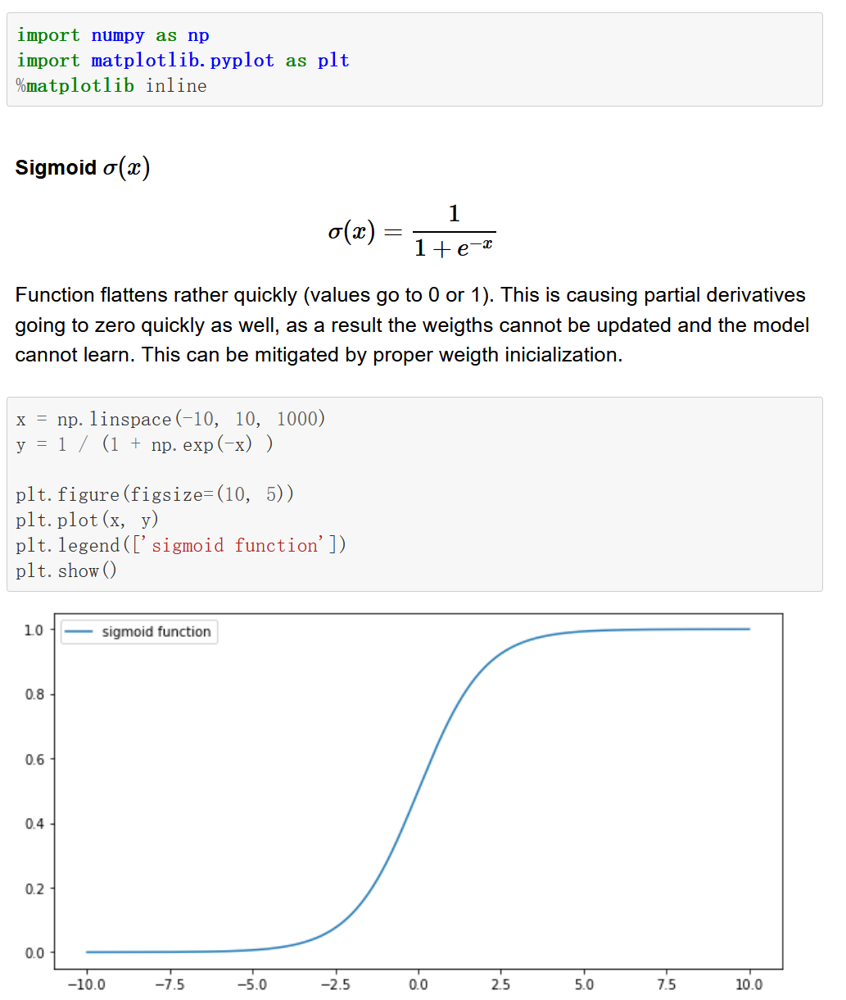 import numpy as np
import matplotlib.pyplot as plt
%matplotlib inline
Sigmoid σ(x)
σ(x) = 1 / (1 + e^{-x})
Function flattens rather quickly (values go to 0 or 1). This is causing partial derivatives
going to zero quickly as well, as a result the weigths cannot be updated and the model
cannot learn. This can be mitigated by proper weigth inicialization.
x = np.linspace(-10, 10, 1000)
y = 1 / (1 + np.exp(-x) )
plt.figure(figsize=(10, 5))
plt.plot(x, y)
plt.legend(['sigmoid function'])
plt.show()
sigmoid function
1.0
0.8
0.6
0.4
0.2
0.0
−10.0 −7.5 −5.0 −2.5 0.0 2.5 5.0 7.5 10.0